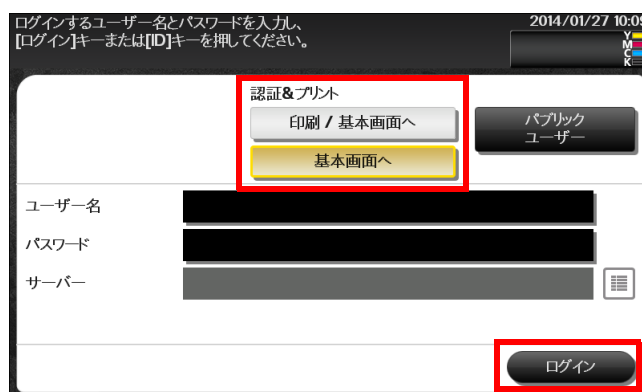 ログインするユーザー名とパスワードを入力し、
2014/01/27 10:09
[ログイン]キーまたは[ID]キーを押してください。
Y
M
C
K
認証&プリント
印刷 / 基本画面へ
パブリック
ユーザー
基本画面へ
ユーザー名
パスワード
サーバー
ログイン